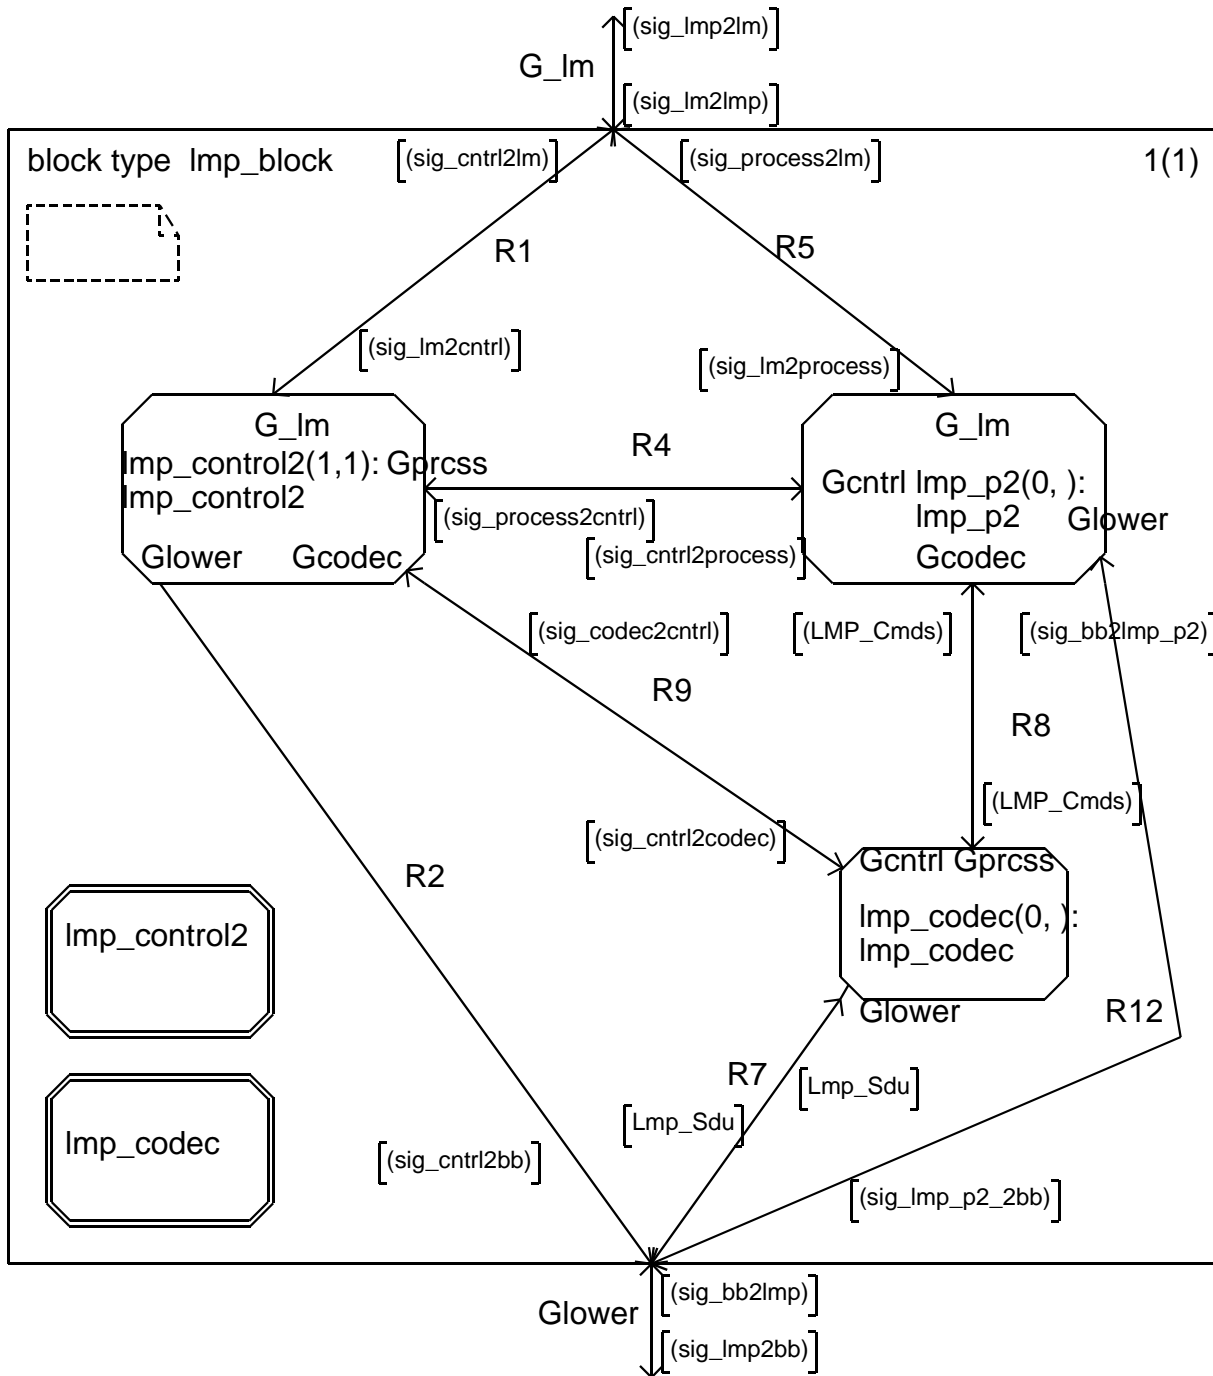 (sig_lmp2lm)
G_lm
(sig_lm2lmp)
block type lmp_block
(sig_cntrl2lm)
(sig_process2lm)
1(1)
R1
R5
(sig_lm2cntrl)
(sig_lm2process)
G_lm
lmp_control2(1,1): Gprcss
lmp_control2
Glower
Gcodec
R4
(sig_process2cntrl)
(sig_cntrl2process)
G_lm
Gcntrl lmp_p2(0, ):
lmp_p2
Glower
Gcodec
(sig_codec2cntrl)
(LMP_Cmds)
(sig_bb2lmp_p2)
R9
R8
(LMP_Cmds)
(sig_cntrl2codec)
R2
Gcntrl Gprcss
lmp_codec(0, ):
lmp_codec
Glower
lmp_control2
R12
R7
Lmp_Sdu
Lmp_Sdu
lmp_codec
(sig_cntrl2bb)
(sig_lmp_p2_2bb)
(sig_bb2lmp)
Glower
(sig_lmp2bb)